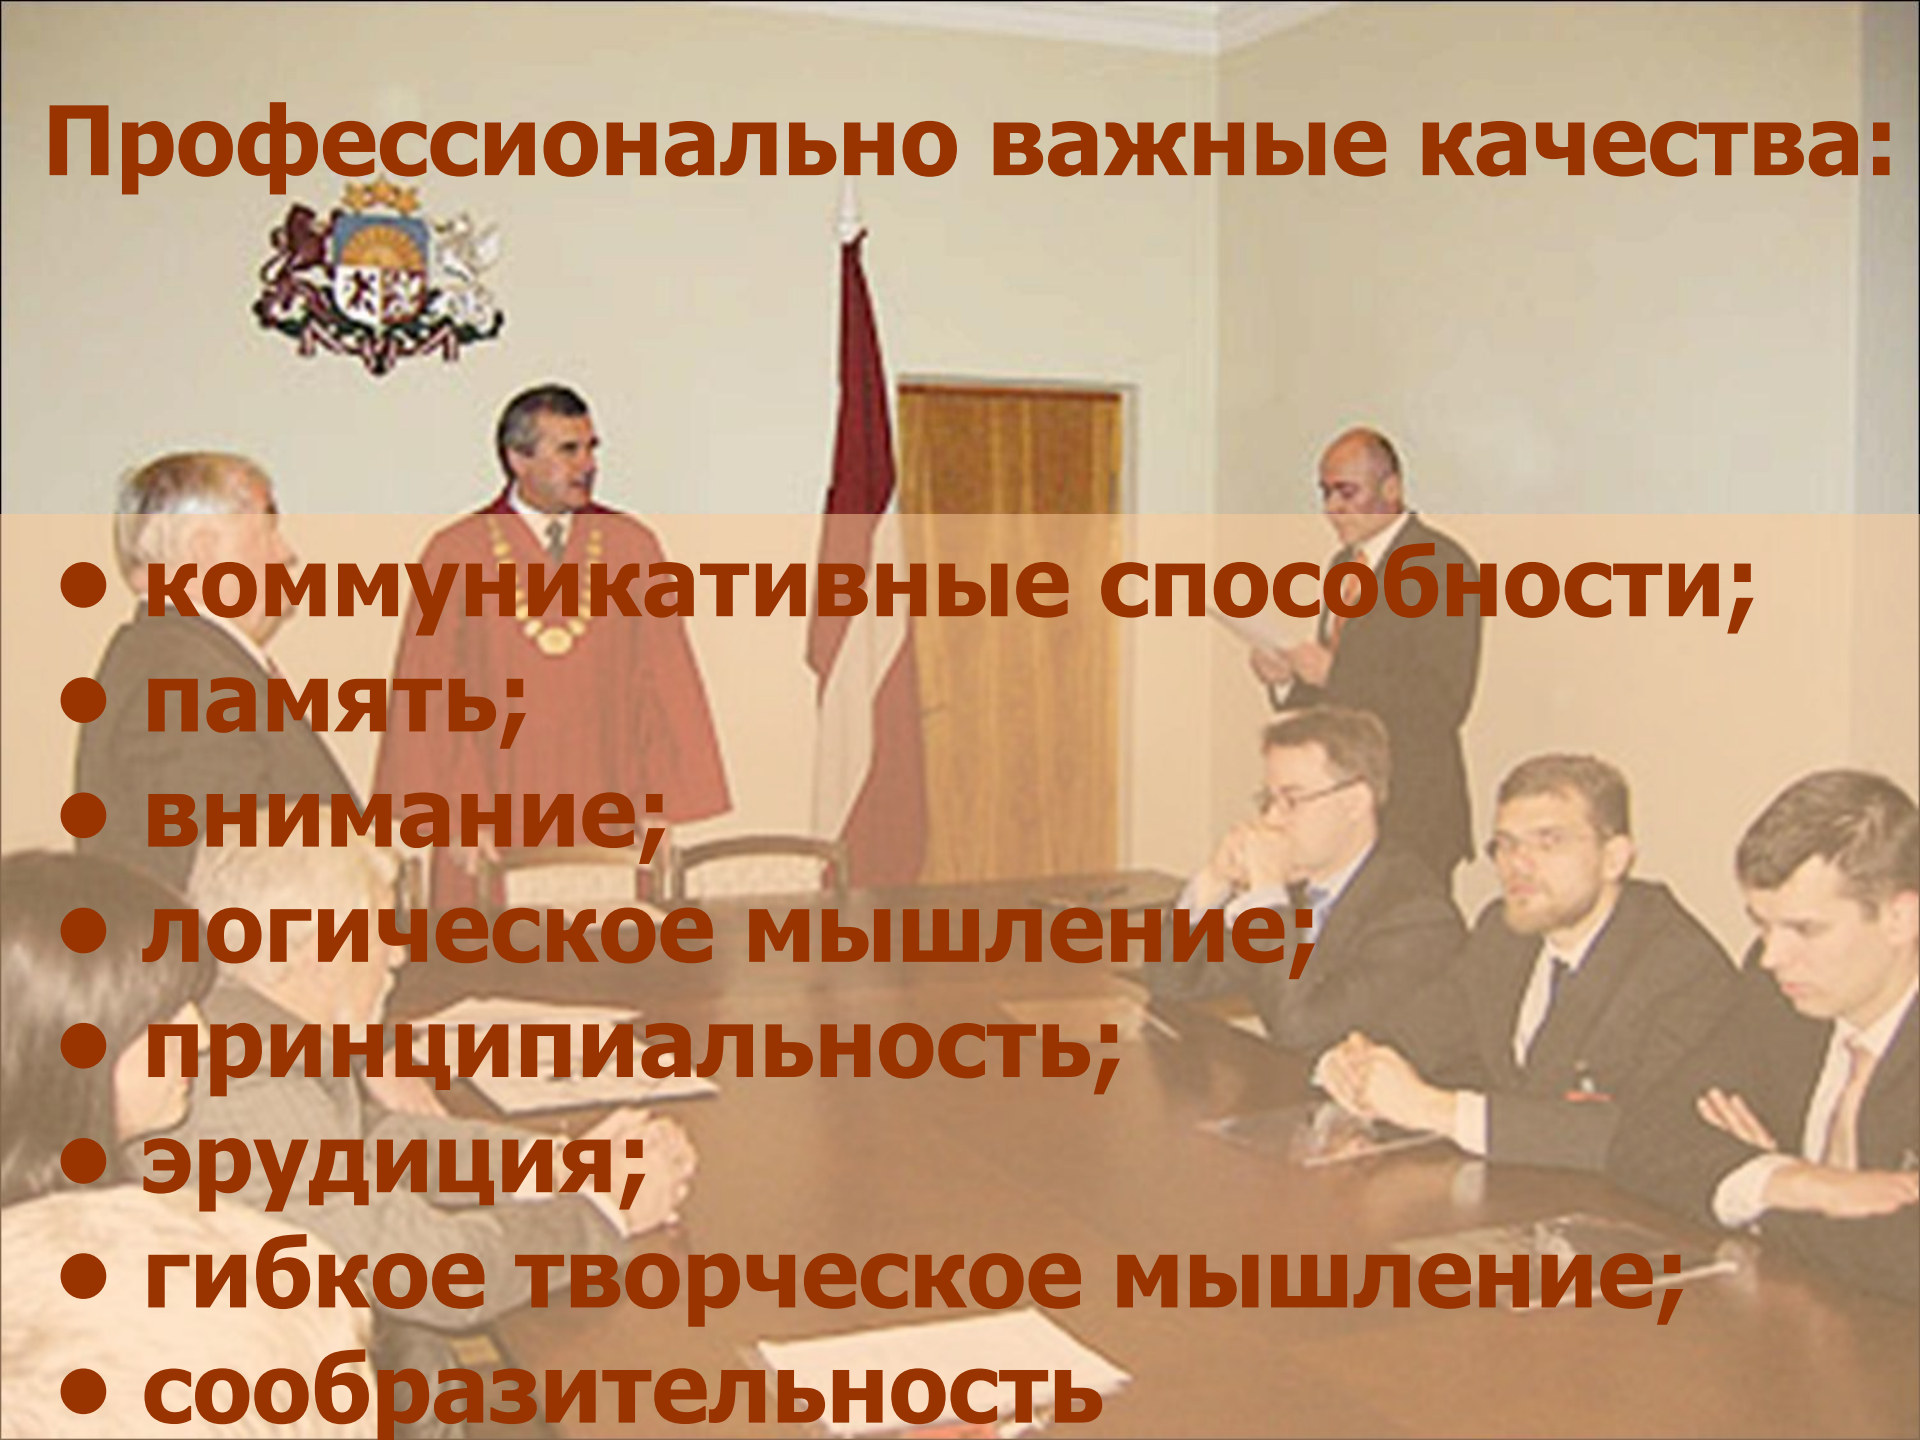 Профессионально важные качества:
• коммуникативные способности;
• память;
• внимание;
• логическое мышление;
• принципиальность;
• эрудиция;
• гибкое творческое мышление;
• сообразительность